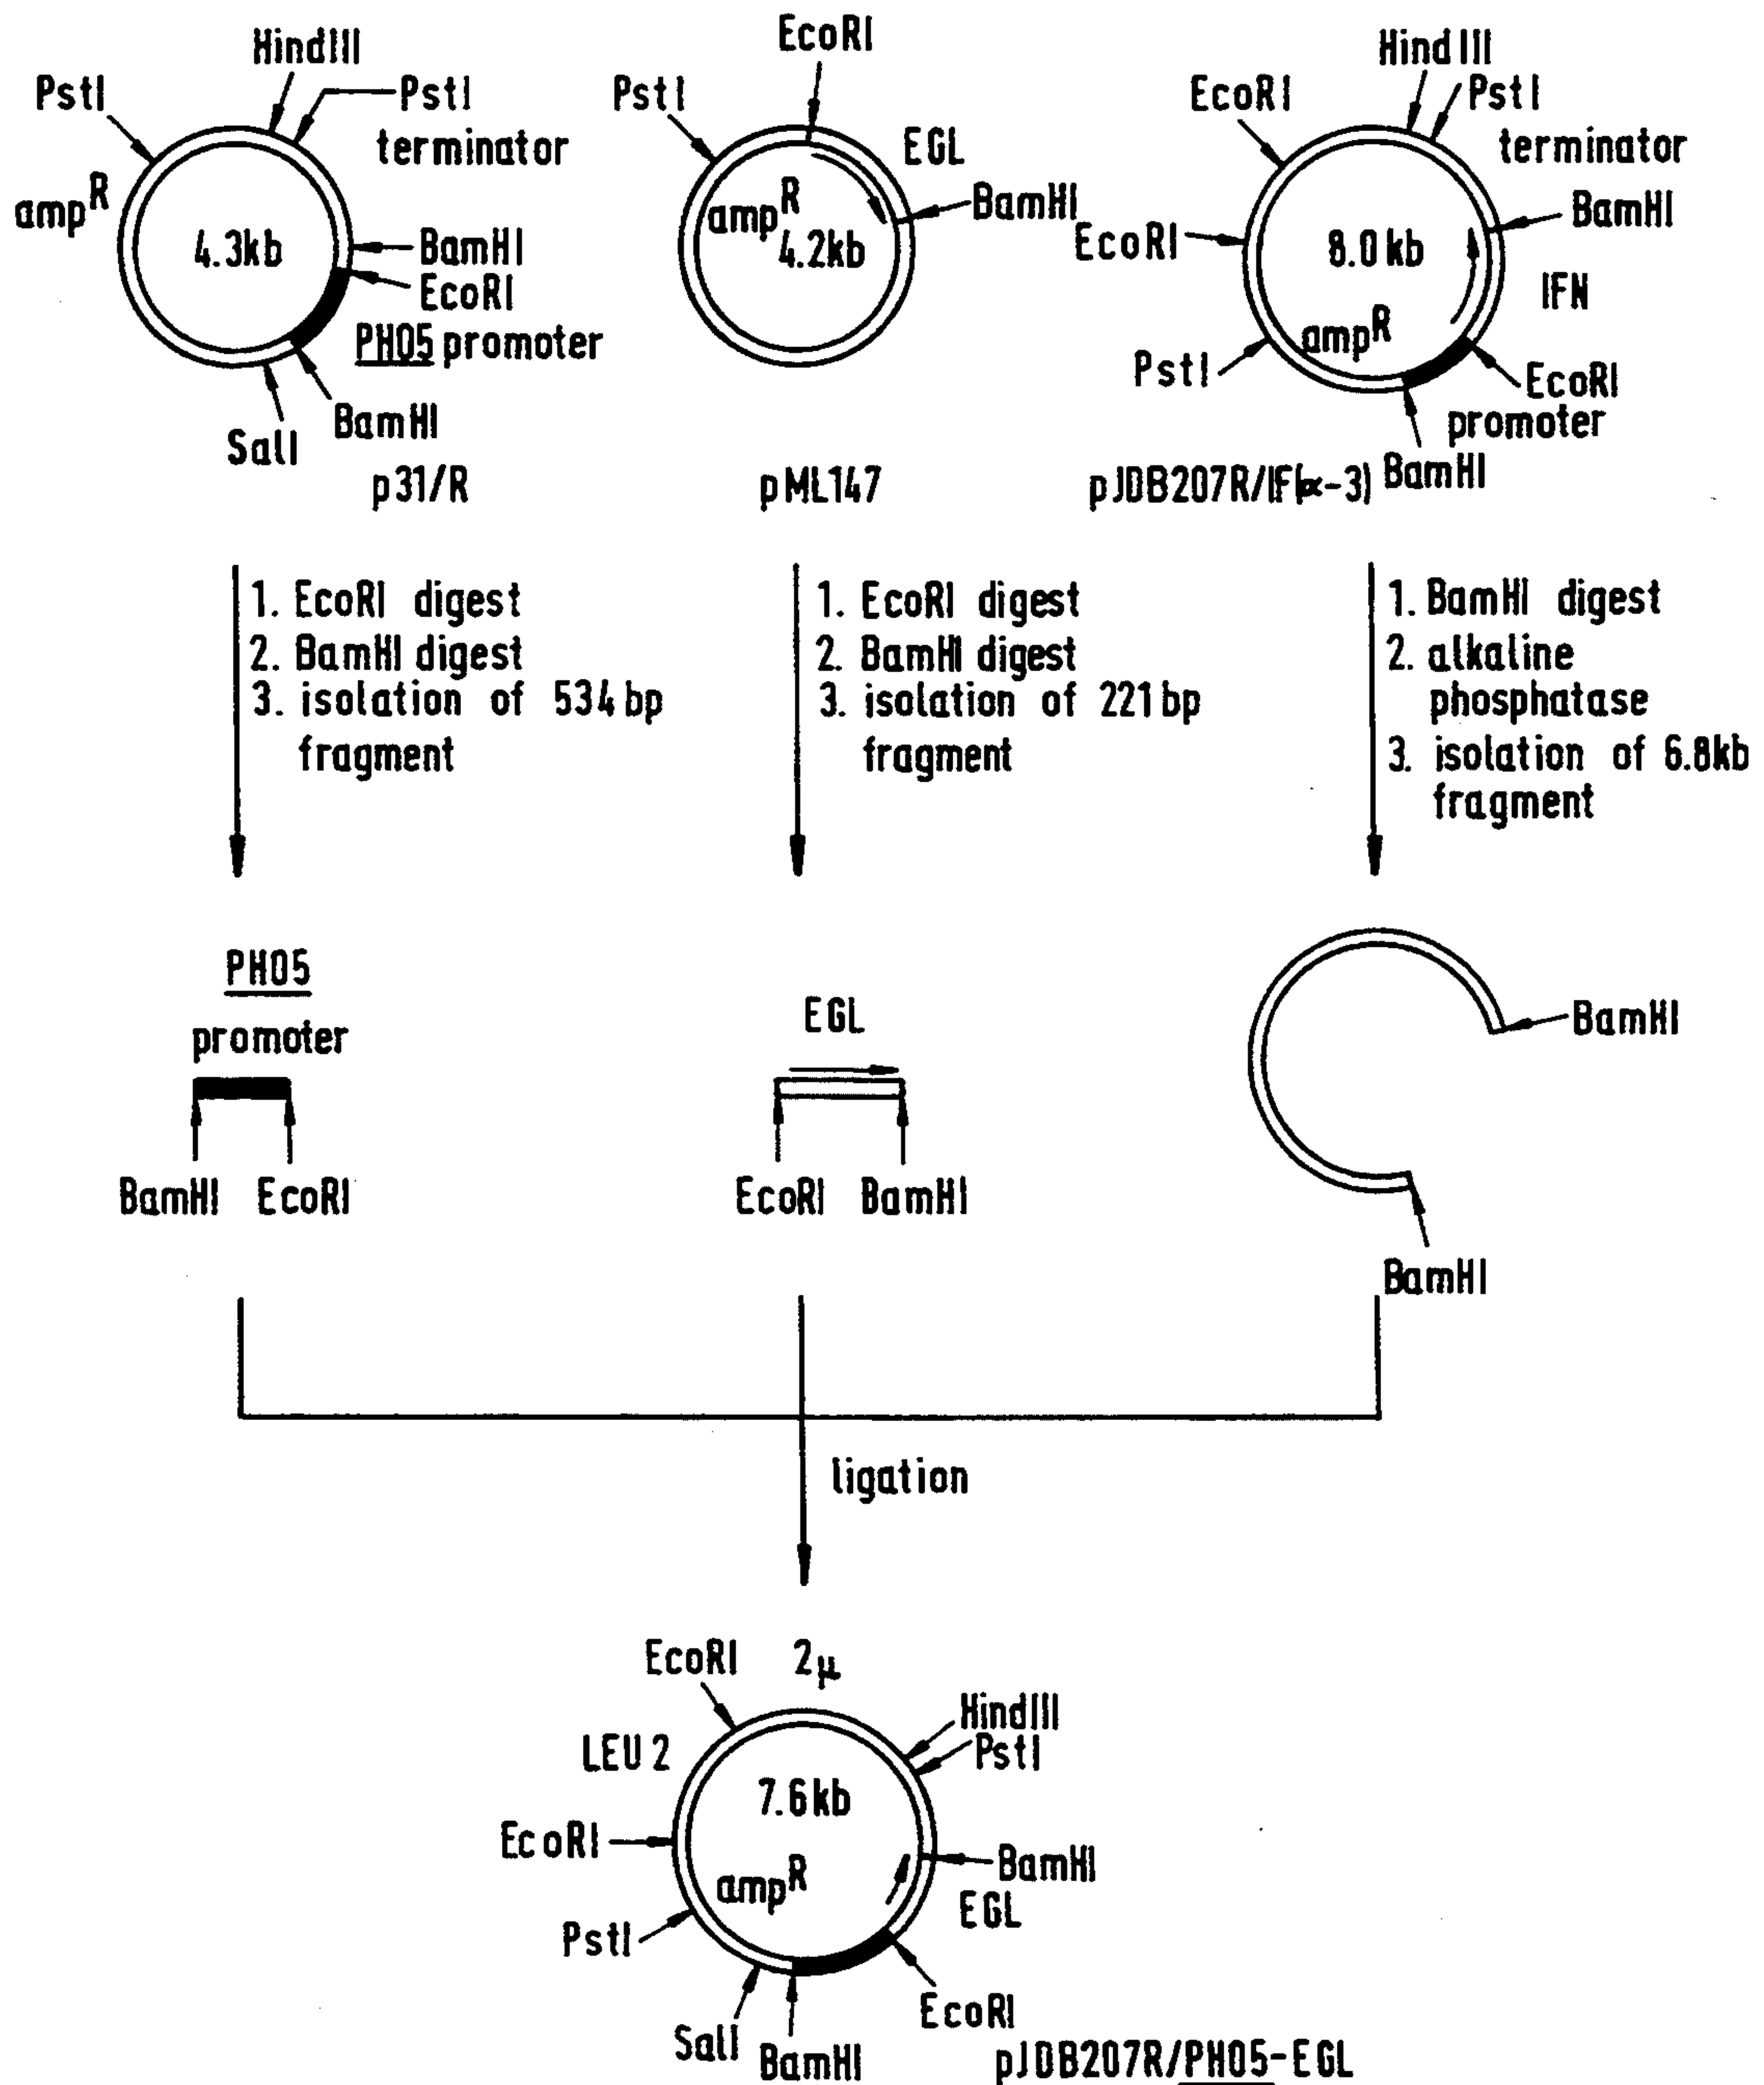 HindIII
PstI
PstI
terminator
amp^R
4.3kb
BamHI
EcoRI
PHO5 promoter
BamHI
SalI
p31/R
EcoRI
PstI
EGL
amp^R
BamHI
4.2kb
pML147
HindIII
EcoRI
PstI
terminator
BamHI
EcoRI
8.0kb
IFN
amp^R
PstI
EcoRI
promoter
BamHI
pJDB207R/IF(α-3)
1. EcoRI digest
2. BamHI digest
3. isolation of 534bp
fragment
1. EcoRI digest
2. BamHI digest
3. isolation of 221bp
fragment
1. BamHI digest
2. alkaline
phosphatase
3. isolation of 6.8kb
fragment
PHO5
promoter
BamHI EcoRI
EGL
EcoRI BamHI
BamHI
BamHI
ligation
EcoRI
2μ
HindIII
PstI
LEU2
7.6kb
EcoRI
BamHI
amp^R
EGL
PstI
EcoRI
SalI
BamHI
pJDB207R/PHO5-EGL